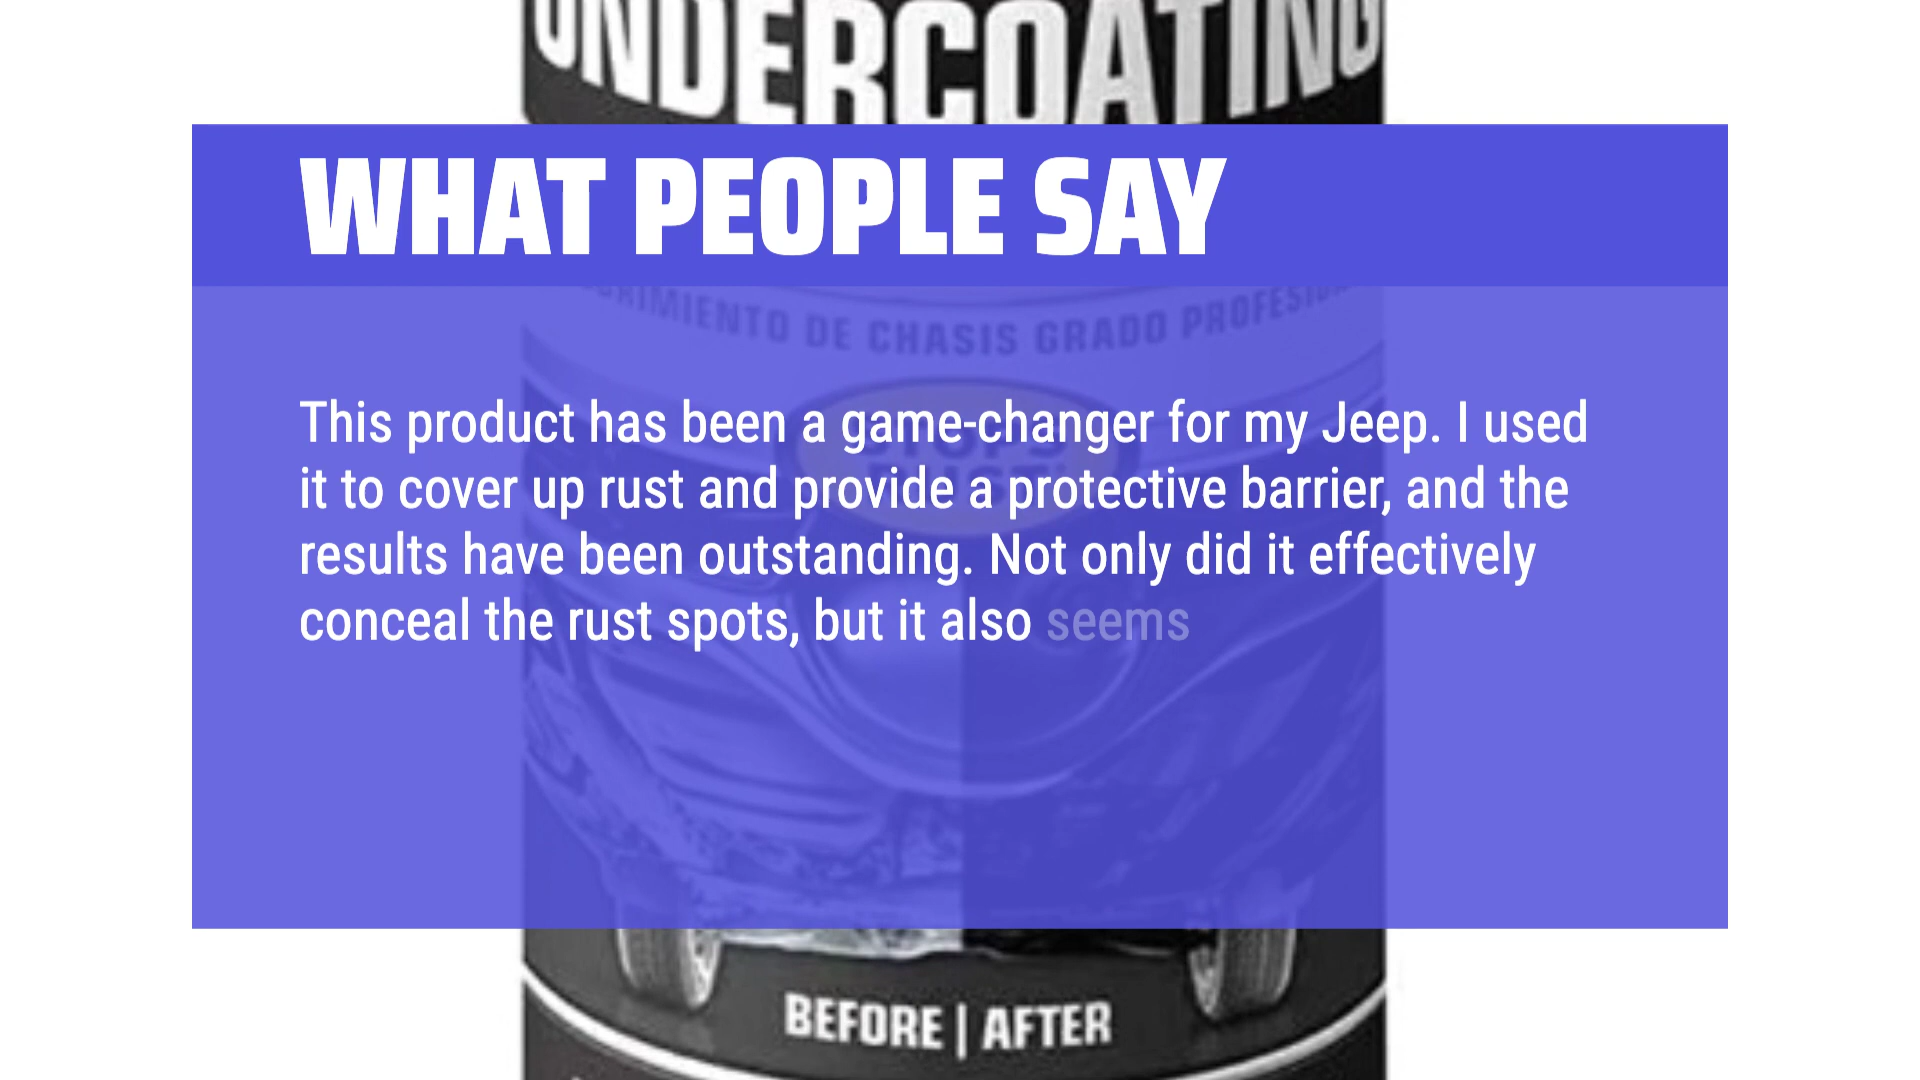 UNDERCOATING
WHAT PEOPLE SAY
DE CHASIS GRADO
This product has been a game-changer for my Jeep. I used
it to cover up rust and provide a protective barrier, and the
results have been outstanding. Not only did it effectively
conceal the rust spots, but it also seems
STOPS
RUST
BEFORE | AFTER